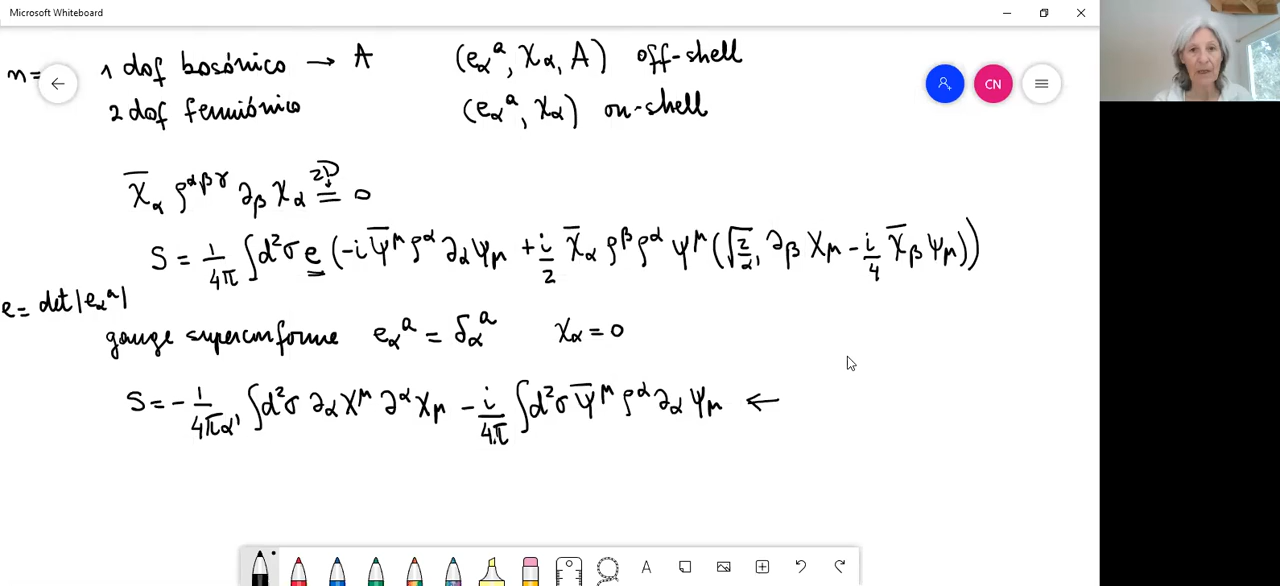 Microsoft Whiteboard
n= 1 dof bosónico → A (e_α^a, χ_α, A) off-shell
2 dof fermiónico (e_α^a, χ_α) on-shell
CN
χ̄_α ρ^{αβγ} ∂_β χ_α =^{2D} 0
S = 1/4π ∫ d²σ e (-i ψ̄^μ ρ^α ∂_α ψ_μ + i/2 χ̄_α ρ^β ρ^α ψ^μ (√(2/α') ∂_β X_μ - i/4 χ̄_β ψ_μ))
e = det |e_α^a|
gauge superconforme e_α^a = δ_α^a χ_α = 0
S = - 1/4πα' ∫ d²σ ∂_α X^μ ∂^α X_μ - i/4π ∫ d²σ ψ̄^μ ρ^α ∂_α ψ_μ ←
A